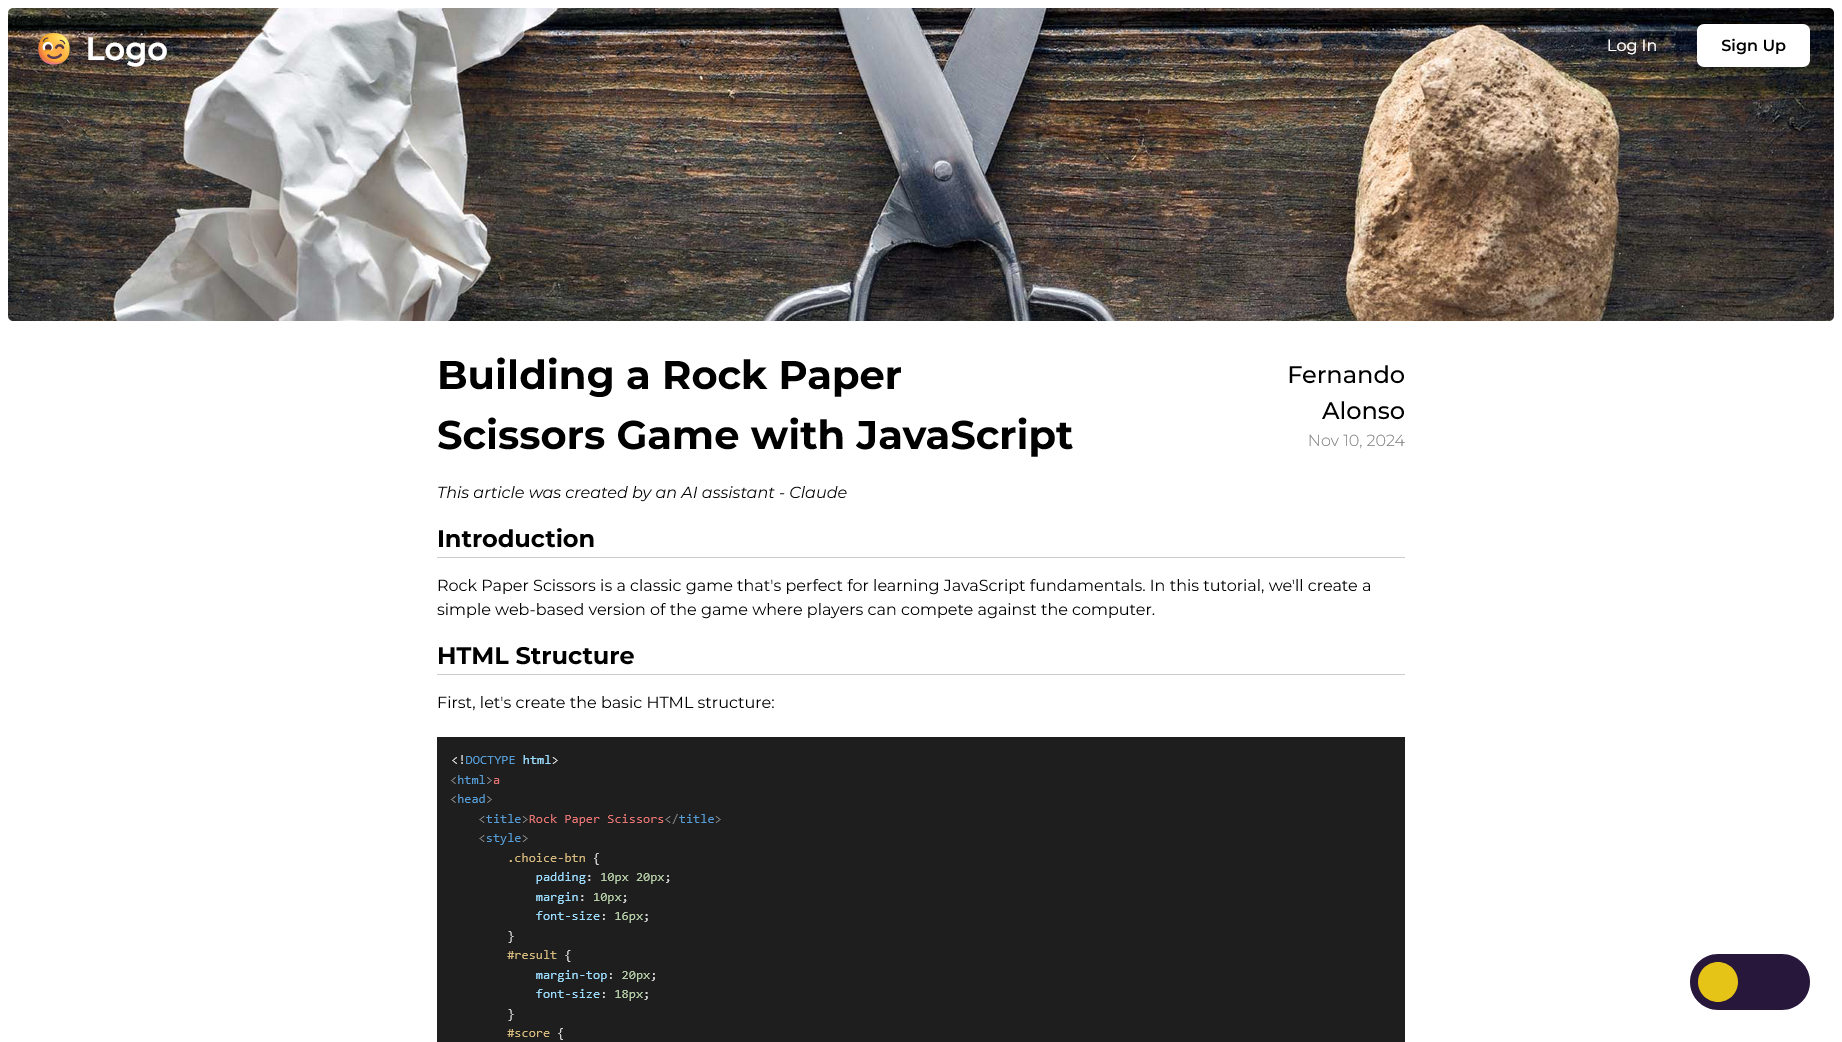 Logo
Log In
Sign Up
Building a Rock Paper
Scissors Game with JavaScript
Fernando
Alonso
Nov 10, 2024
This article was created by an AI assistant - Claude
Introduction
Rock Paper Scissors is a classic game that's perfect for learning JavaScript fundamentals. In this tutorial, we'll create a
simple web-based version of the game where players can compete against the computer.
HTML Structure
First, let's create the basic HTML structure:
<!DOCTYPE html>
<html>a
<head>
    <title>Rock Paper Scissors</title>
    <style>
        .choice-btn {
            padding: 10px 20px;
            margin: 10px;
            font-size: 16px;
        }
        #result {
            margin-top: 20px;
            font-size: 18px;
        }
        #score {